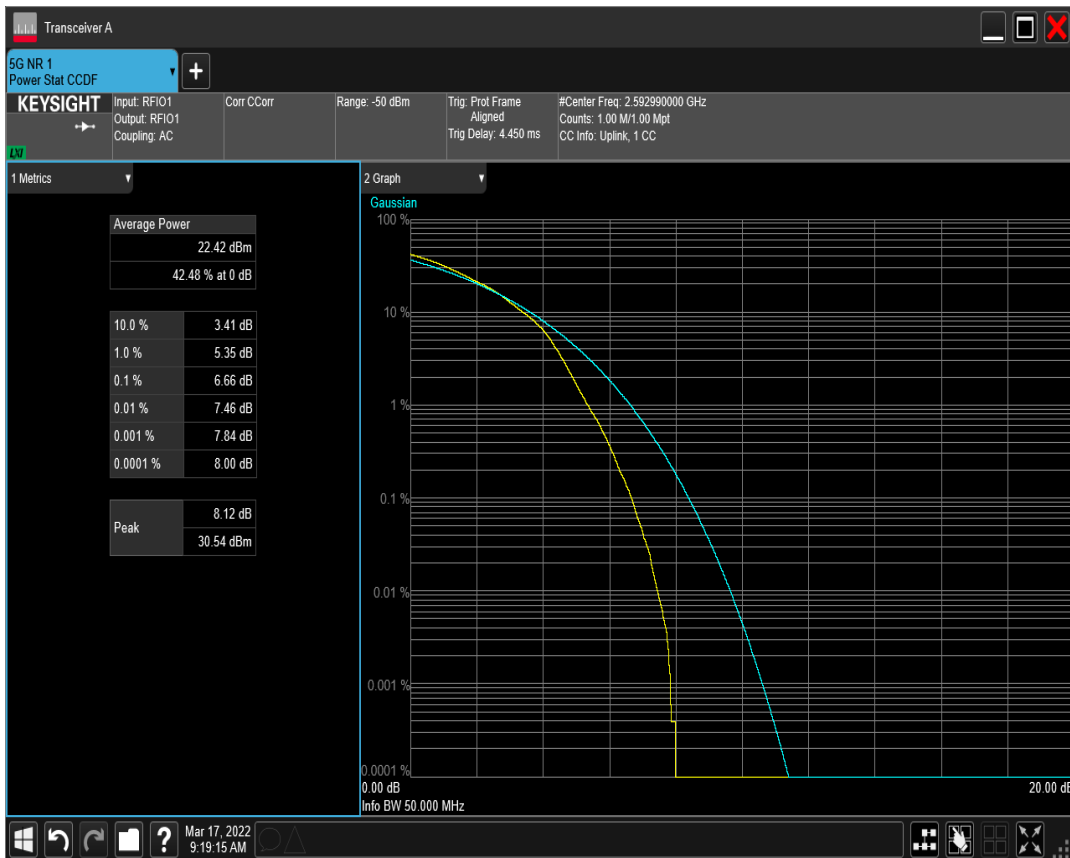 Transceiver A
5G NR 1
Power Stat CCDF
KEYSIGHT
LXI
Input: RFIO1
Output: RFIO1
Coupling: AC
Corr CCorr
Range: -50 dBm
Trig: Prot Frame
Aligned
Trig Delay: 4.450 ms
#Center Freq: 2.592990000 GHz
Counts: 1.00 M/1.00 Mpt
CC Info: Uplink, 1 CC
1 Metrics
Average Power
22.42 dBm
42.48 % at 0 dB
10.0 % 3.41 dB
1.0 % 5.35 dB
0.1 % 6.66 dB
0.01 % 7.46 dB
0.001 % 7.84 dB
0.0001 % 8.00 dB
Peak 8.12 dB
30.54 dBm
2 Graph
Gaussian
100 %
10 %
1 %
0.1 %
0.01 %
0.001 %
0.0001 %
0.00 dB 20.00 dB
Info BW 50.000 MHz
Mar 17, 2022
9:19:15 AM